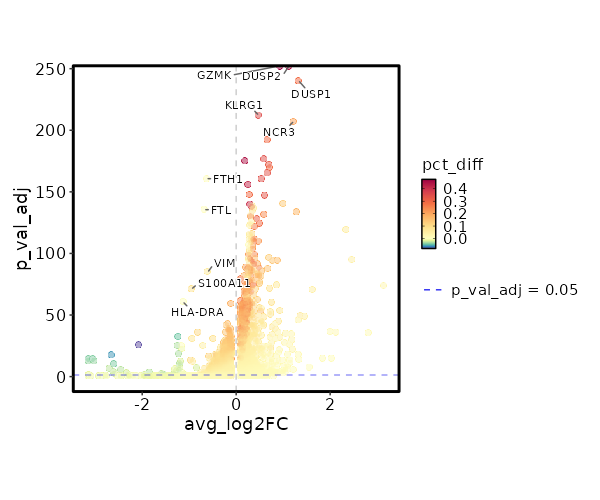 250
200
150
100
50
0
p_val_adj
GZMK
DUSP2
DUSP1
KLRG1
NCR3
FTH1
FTL
VIM
S100A11
HLA-DRA
-2
0
2
avg_log2FC
pct_diff
0.4
0.3
0.2
0.1
0.0
p_val_adj = 0.05